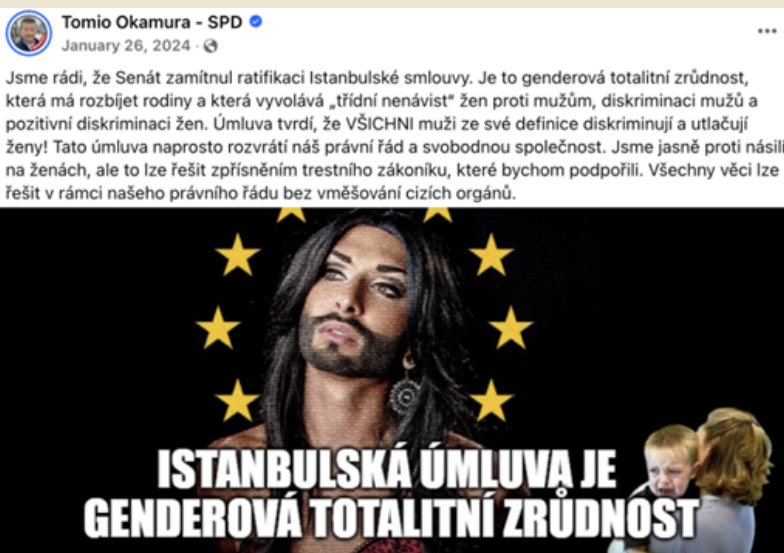 Tomio Okamura - SPD
January 26, 2024 ·
Jsme rádi, že Senát zamítnul ratifikaci Istanbulské smlouvy. Je to genderová totalitní zrůdnost,
která má rozbíjet rodiny a která vyvolává „třídní nenávist" žen proti mužům, diskriminaci mužů a
pozitivní diskriminaci žen. Úmluva tvrdí, že VŠICHNI muži ze své definice diskriminují a utlačují
ženy! Tato úmluva naprosto rozvrátí náš právní řád a svobodnou společnost. Jsme jasně proti násilí
na ženách, ale to lze řešit zpřísněním trestního zákoníku, které bychom podpořili. Všechny věci lze
řešit v rámci našeho právního řádu bez vměšování cizích orgánů.
ISTANBULSKÁ ÚMLUVA JE
GENDEROVÁ TOTALITNÍ ZRŮDNOST